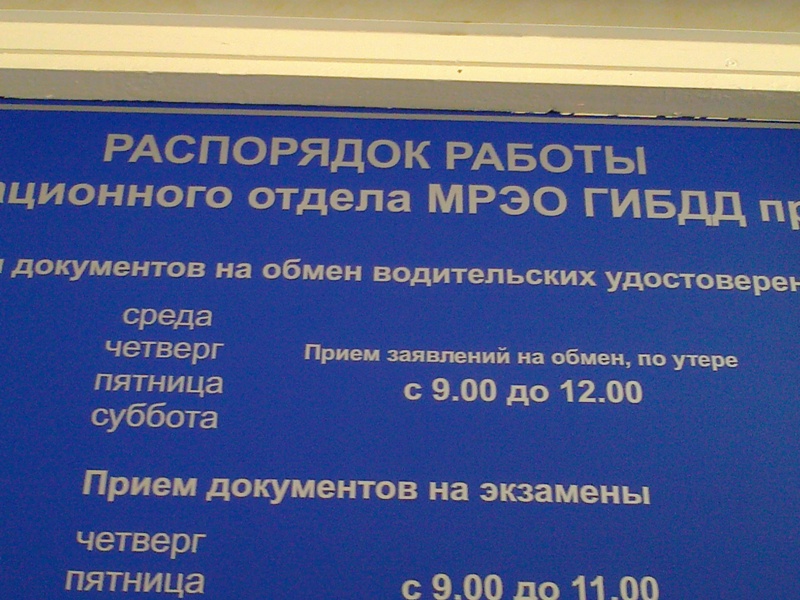 РАСПОРЯДОК РАБОТЫ
ационного отдела МРЭО ГИБДД пр
документов на обмен водительских удостоверен
среда
четверг
Прием заявлений на обмен, по утере
пятница
с 9.00 до 12.00
суббота
Прием документов на экзамены
четверг
пятница
с 9.00 до 11.00